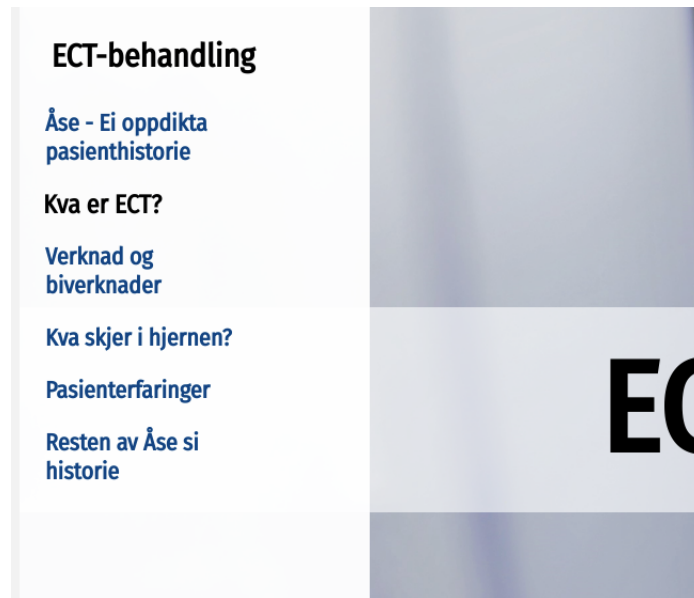 ECT-behandling
Åse - Ei oppdikta
pasienthistorie
Kva er ECT?
Verknad og
biverknader
Kva skjer i hjernen?
Pasienterfaringer
Resten av Åse si
historie